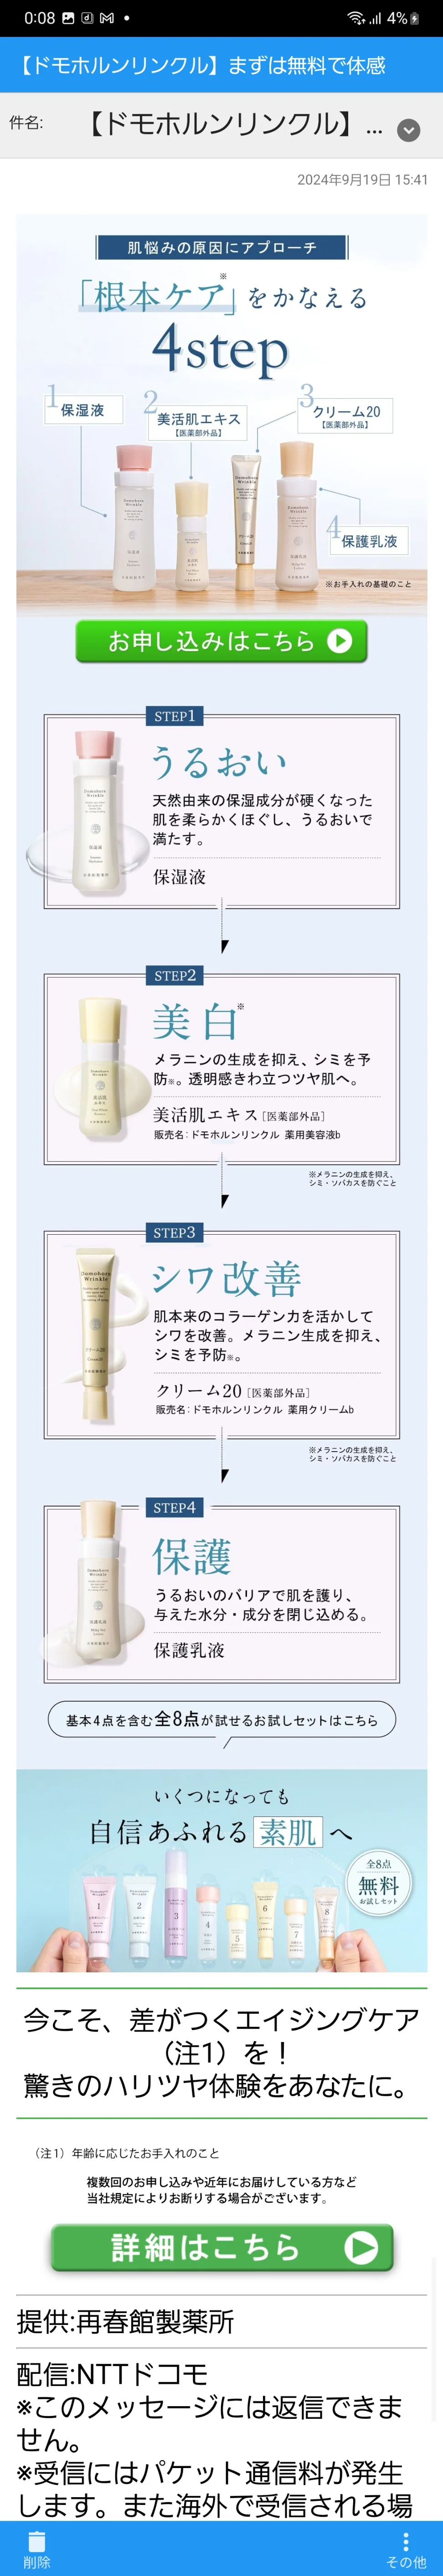 0:08
4%
【ドモホルンリンクル】まずは無料で体感
件名:
【ドモホルンリンクル】...
2024年9月19日 15:41
肌悩みの原因にアプローチ
「根本ケア」※をかなえる
4step
1 保湿液
2 美活肌エキス
【医薬部外品】
3 クリーム20
【医薬部外品】
4 保護乳液
※お手入れの基礎のこと
お申し込みはこちら
STEP1
うるおい
天然由来の保湿成分が硬くなった
肌を柔らかくほぐし、うるおいで
満たす。
保湿液
STEP2
美白※
メラニンの生成を抑え、シミを予
防※。透明感きわ立つツヤ肌へ。
美活肌エキス[医薬部外品]
販売名:ドモホルンリンクル 薬用美容液b
※メラニンの生成を抑え、
シミ・ソバカスを防ぐこと
STEP3
シワ改善
肌本来のコラーゲン力を活かして
シワを改善。メラニン生成を抑え、
シミを予防※。
クリーム20[医薬部外品]
販売名:ドモホルンリンクル 薬用クリームb
※メラニンの生成を抑え、
シミ・ソバカスを防ぐこと
STEP4
保護
うるおいのバリアで肌を護り、
与えた水分・成分を閉じ込める。
保護乳液
基本4点を含む全8点が試せるお試しセットはこちら
いくつになっても
自信あふれる素肌へ
全8点
無料
お試しセット
1
2
3
4
5
6
7
8
今こそ、差がつくエイジングケア
（注1）を！
驚きのハリツヤ体験をあなたに。
（注1）年齢に応じたお手入れのこと
複数回のお申し込みや近年にお届けしている方など
当社規定によりお断りする場合がございます。
詳細はこちら
提供:再春館製薬所
配信:NTTドコモ
※このメッセージには返信できま
せん。
※受信にはパケット通信料が発生
します。また海外で受信される場
削除
その他